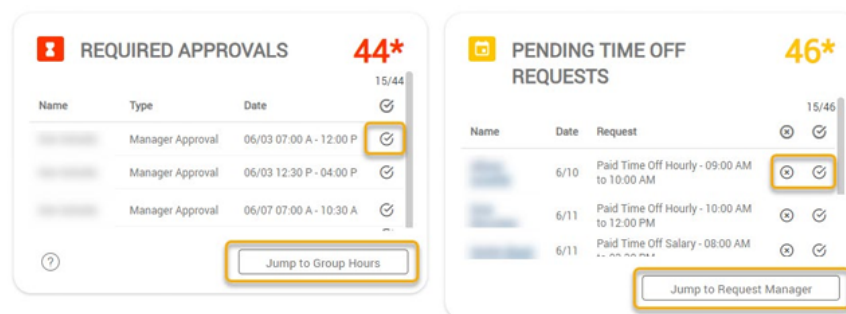 REQUIRED APPROVALS
44*
15/44
Name Type Date
Manager Approval 06/03 07:00 A - 12:00 P
Manager Approval 06/03 12:30 P - 04:00 P
Manager Approval 06/07 07:00 A - 10:30 A
?
Jump to Group Hours
PENDING TIME OFF
REQUESTS
46*
15/46
Name Date Request
6/10 Paid Time Off Hourly - 09:00 AM
to 10:00 AM
6/11 Paid Time Off Hourly - 10:00 AM
to 12:00 PM
6/11 Paid Time Off Salary - 08:00 AM
Jump to Request Manager